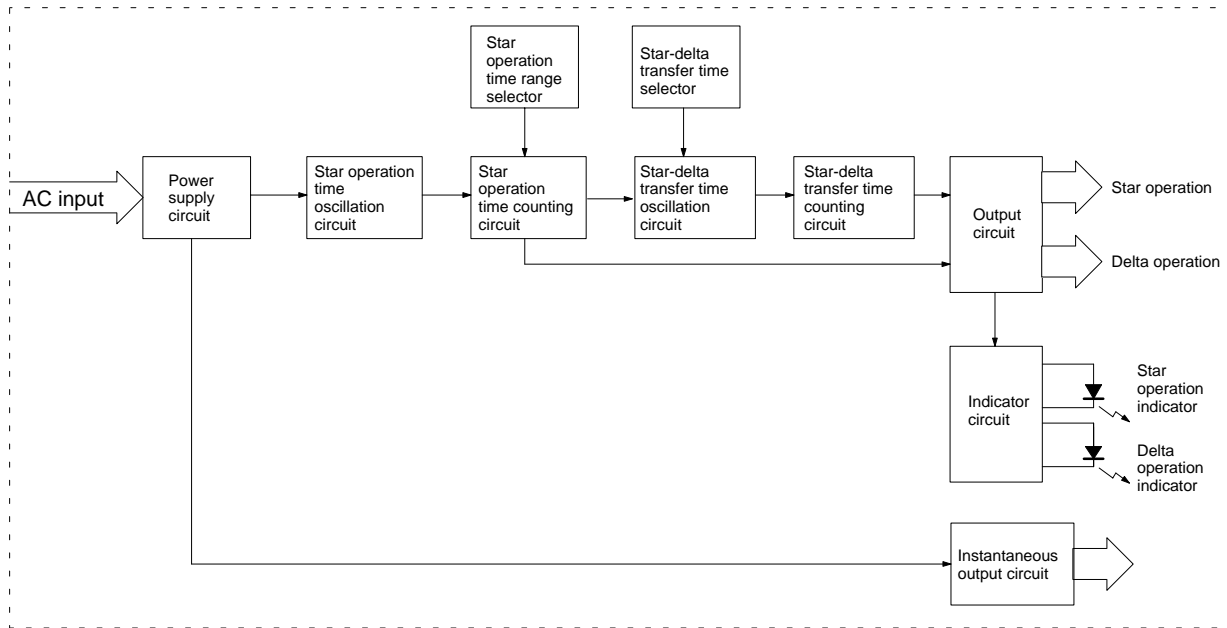 Star
operation
time range
selector
Star-delta
transfer time
selector
AC input
Power
supply
circuit
Star operation
time
oscillation
circuit
Star
operation
time counting
circuit
Star-delta
transfer time
oscillation
circuit
Star-delta
transfer time
counting
circuit
Output
circuit
Star operation
Delta operation
Indicator
circuit
Star
operation
indicator
Delta
operation
indicator
Instantaneous
output circuit